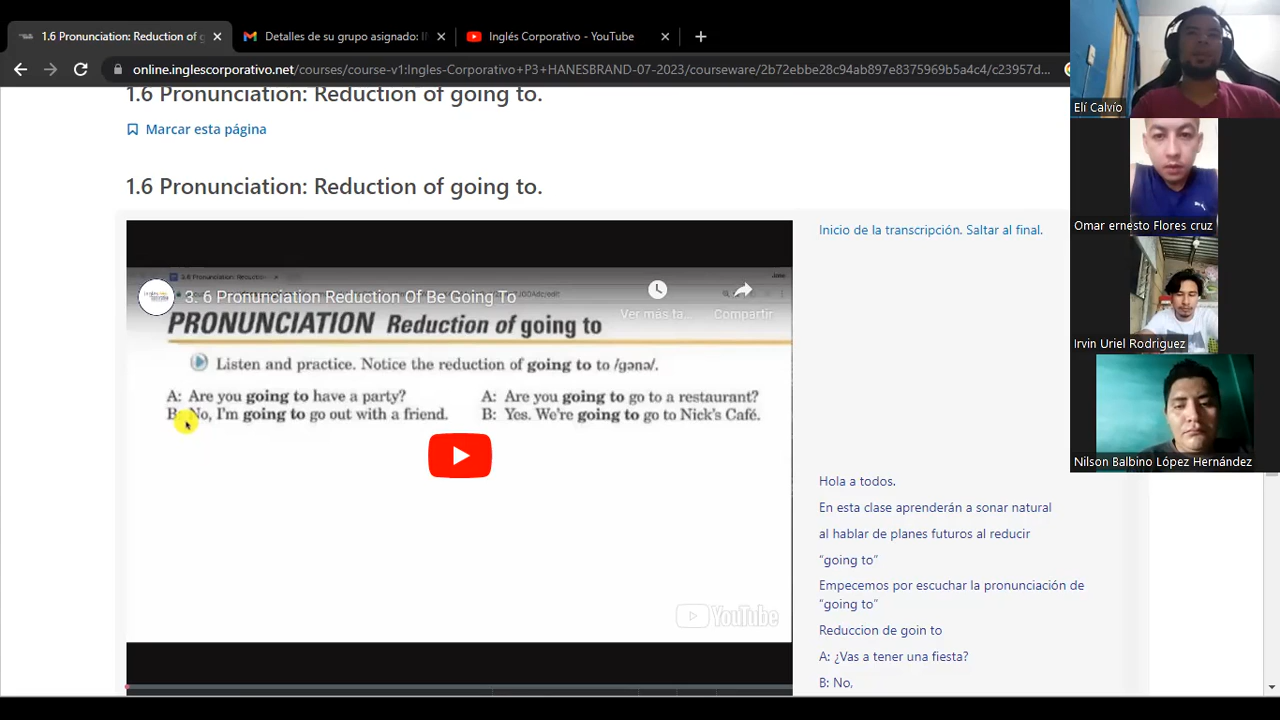 1.6 Pronunciation: Reduction of g
Detalles de su grupo asignado: I
Inglés Corporativo - YouTube
online.inglescorporativo.net/courses/course-v1:Ingles-Corporativo+P3+HANESBRAND-07-2023/courseware/2b72ebbe28c94ab897e8375969b5a4c4/c23957d...
1.6 Pronunciation: Reduction of going to.
Marcar esta página
1.6 Pronunciation: Reduction of going to.
3. 6 Pronunciation Reduction Of Be Going To
Ver más ta...
Compartir
PRONUNCIATION Reduction of going to
Listen and practice. Notice the reduction of going to to /gənə/.
A: Are you going to have a party?
B: No, I'm going to go out with a friend.
A: Are you going to go to a restaurant?
B: Yes. We're going to go to Nick's Café.
YouTube
Inicio de la transcripción. Saltar al final.
Hola a todos.
En esta clase aprenderán a sonar natural
al hablar de planes futuros al reducir
“going to”
Empecemos por escuchar la pronunciación de
“going to”
Reduccion de goin to
A: ¿Vas a tener una fiesta?
B: No,
Elí Calvío
Omar ernesto Flores cruz
Irvin Uriel Rodriguez
Nilson Balbino López Hernández